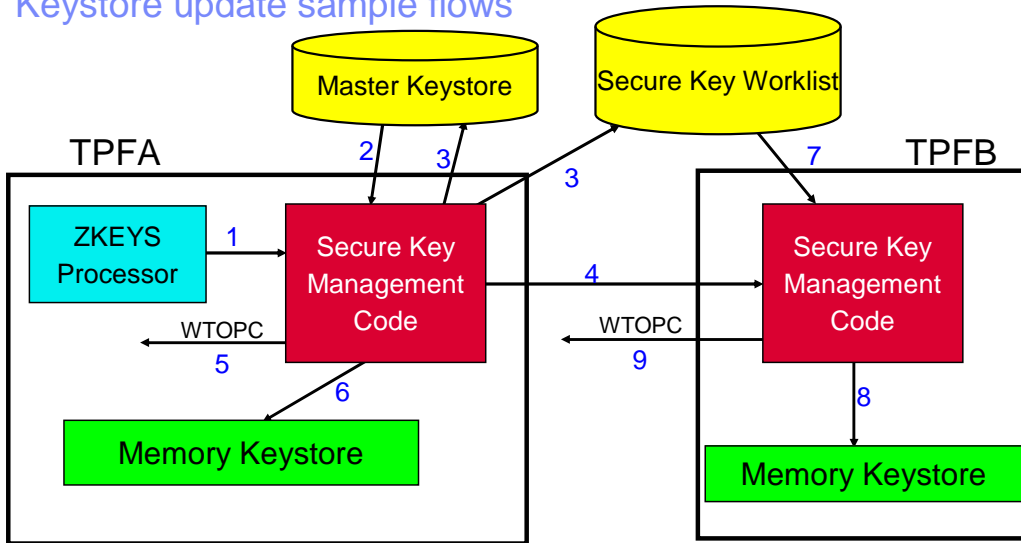 Keystore update sample flows
Master Keystore
Secure Key Worklist
TPFA
TPFB
2
3
3
7
ZKEYS
Processor
1
Secure Key
Management
Code
4
Secure Key
Management
Code
WTOPC
5
WTOPC
9
6
8
Memory Keystore
Memory Keystore